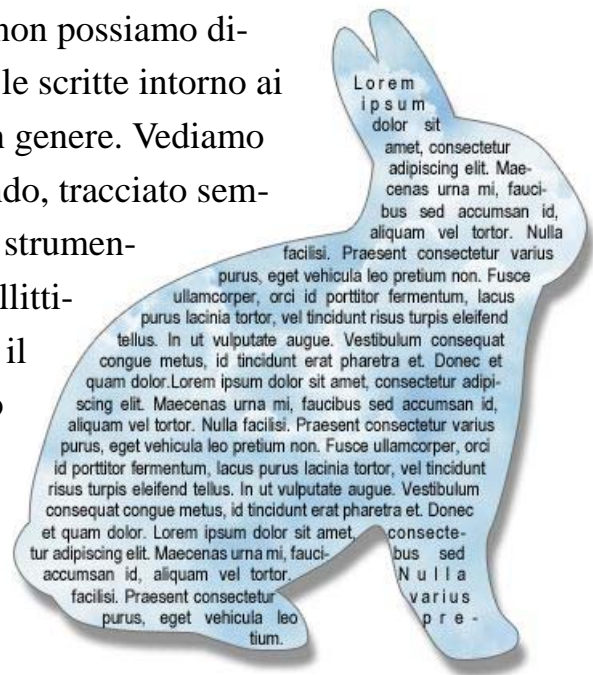 non possiamo di-
le scritte intorno ai
n genere. Vediamo
ndo, tracciato sem-
strumen-
llitti-
il
Lorem
ipsum
dolor sit
amet, consectetur
adipiscing elit. Mae-
cenas urna mi, fauci-
bus sed accumsan id,
aliquam vel tortor. Nulla
facilisi. Praesent consectetur varius
purus, eget vehicula leo pretium non. Fusce
ullamcorper, orci id porttitor fermentum, lacus
purus lacinia tortor, vel tincidunt risus turpis eleifend
tellus. In ut vulputate augue. Vestibulum consequat
congue metus, id tincidunt erat pharetra et. Donec et
quam dolor.Lorem ipsum dolor sit amet, consectetur adipi-
scing elit. Maecenas urna mi, faucibus sed accumsan id,
aliquam vel tortor. Nulla facilisi. Praesent consectetur varius
purus, eget vehicula leo pretium non. Fusce ullamcorper, orci
id porttitor fermentum, lacus purus lacinia tortor, vel tincidunt
risus turpis eleifend tellus. In ut vulputate augue. Vestibulum
consequat congue metus, id tincidunt erat pharetra et. Donec
et quam dolor. Lorem ipsum dolor sit amet, consecte-
tur adipiscing elit. Maecenas urna mi, fauci- bus sed
accumsan id, aliquam vel tortor. Nulla
facilisi. Praesent consectetur varius
purus, eget vehicula leo pre-
tium.